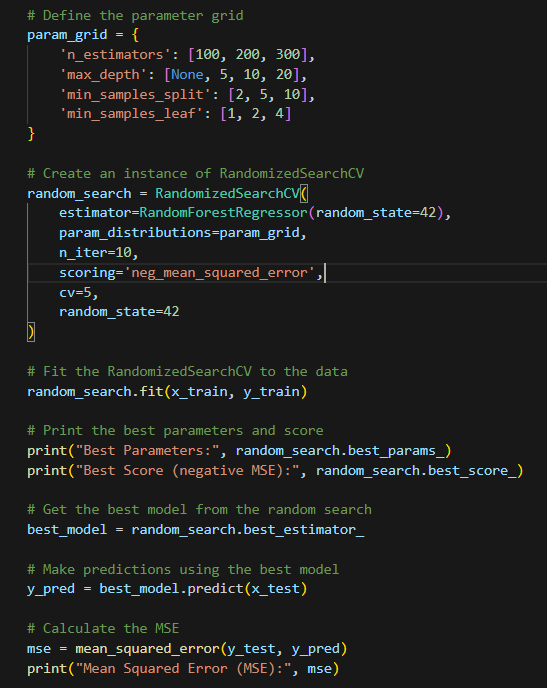 # Define the parameter grid
param_grid = {
    'n_estimators': [100, 200, 300],
    'max_depth': [None, 5, 10, 20],
    'min_samples_split': [2, 5, 10],
    'min_samples_leaf': [1, 2, 4]
}
# Create an instance of RandomizedSearchCV
random_search = RandomizedSearchCV(
    estimator=RandomForestRegressor(random_state=42),
    param_distributions=param_grid,
    n_iter=10,
    scoring='neg_mean_squared_error',
    cv=5,
    random_state=42
)
# Fit the RandomizedSearchCV to the data
random_search.fit(x_train, y_train)
# Print the best parameters and score
print("Best Parameters:", random_search.best_params_)
print("Best Score (negative MSE):", random_search.best_score_)
# Get the best model from the random search
best_model = random_search.best_estimator_
# Make predictions using the best model
y_pred = best_model.predict(x_test)
# Calculate the MSE
mse = mean_squared_error(y_test, y_pred)
print("Mean Squared Error (MSE):", mse)